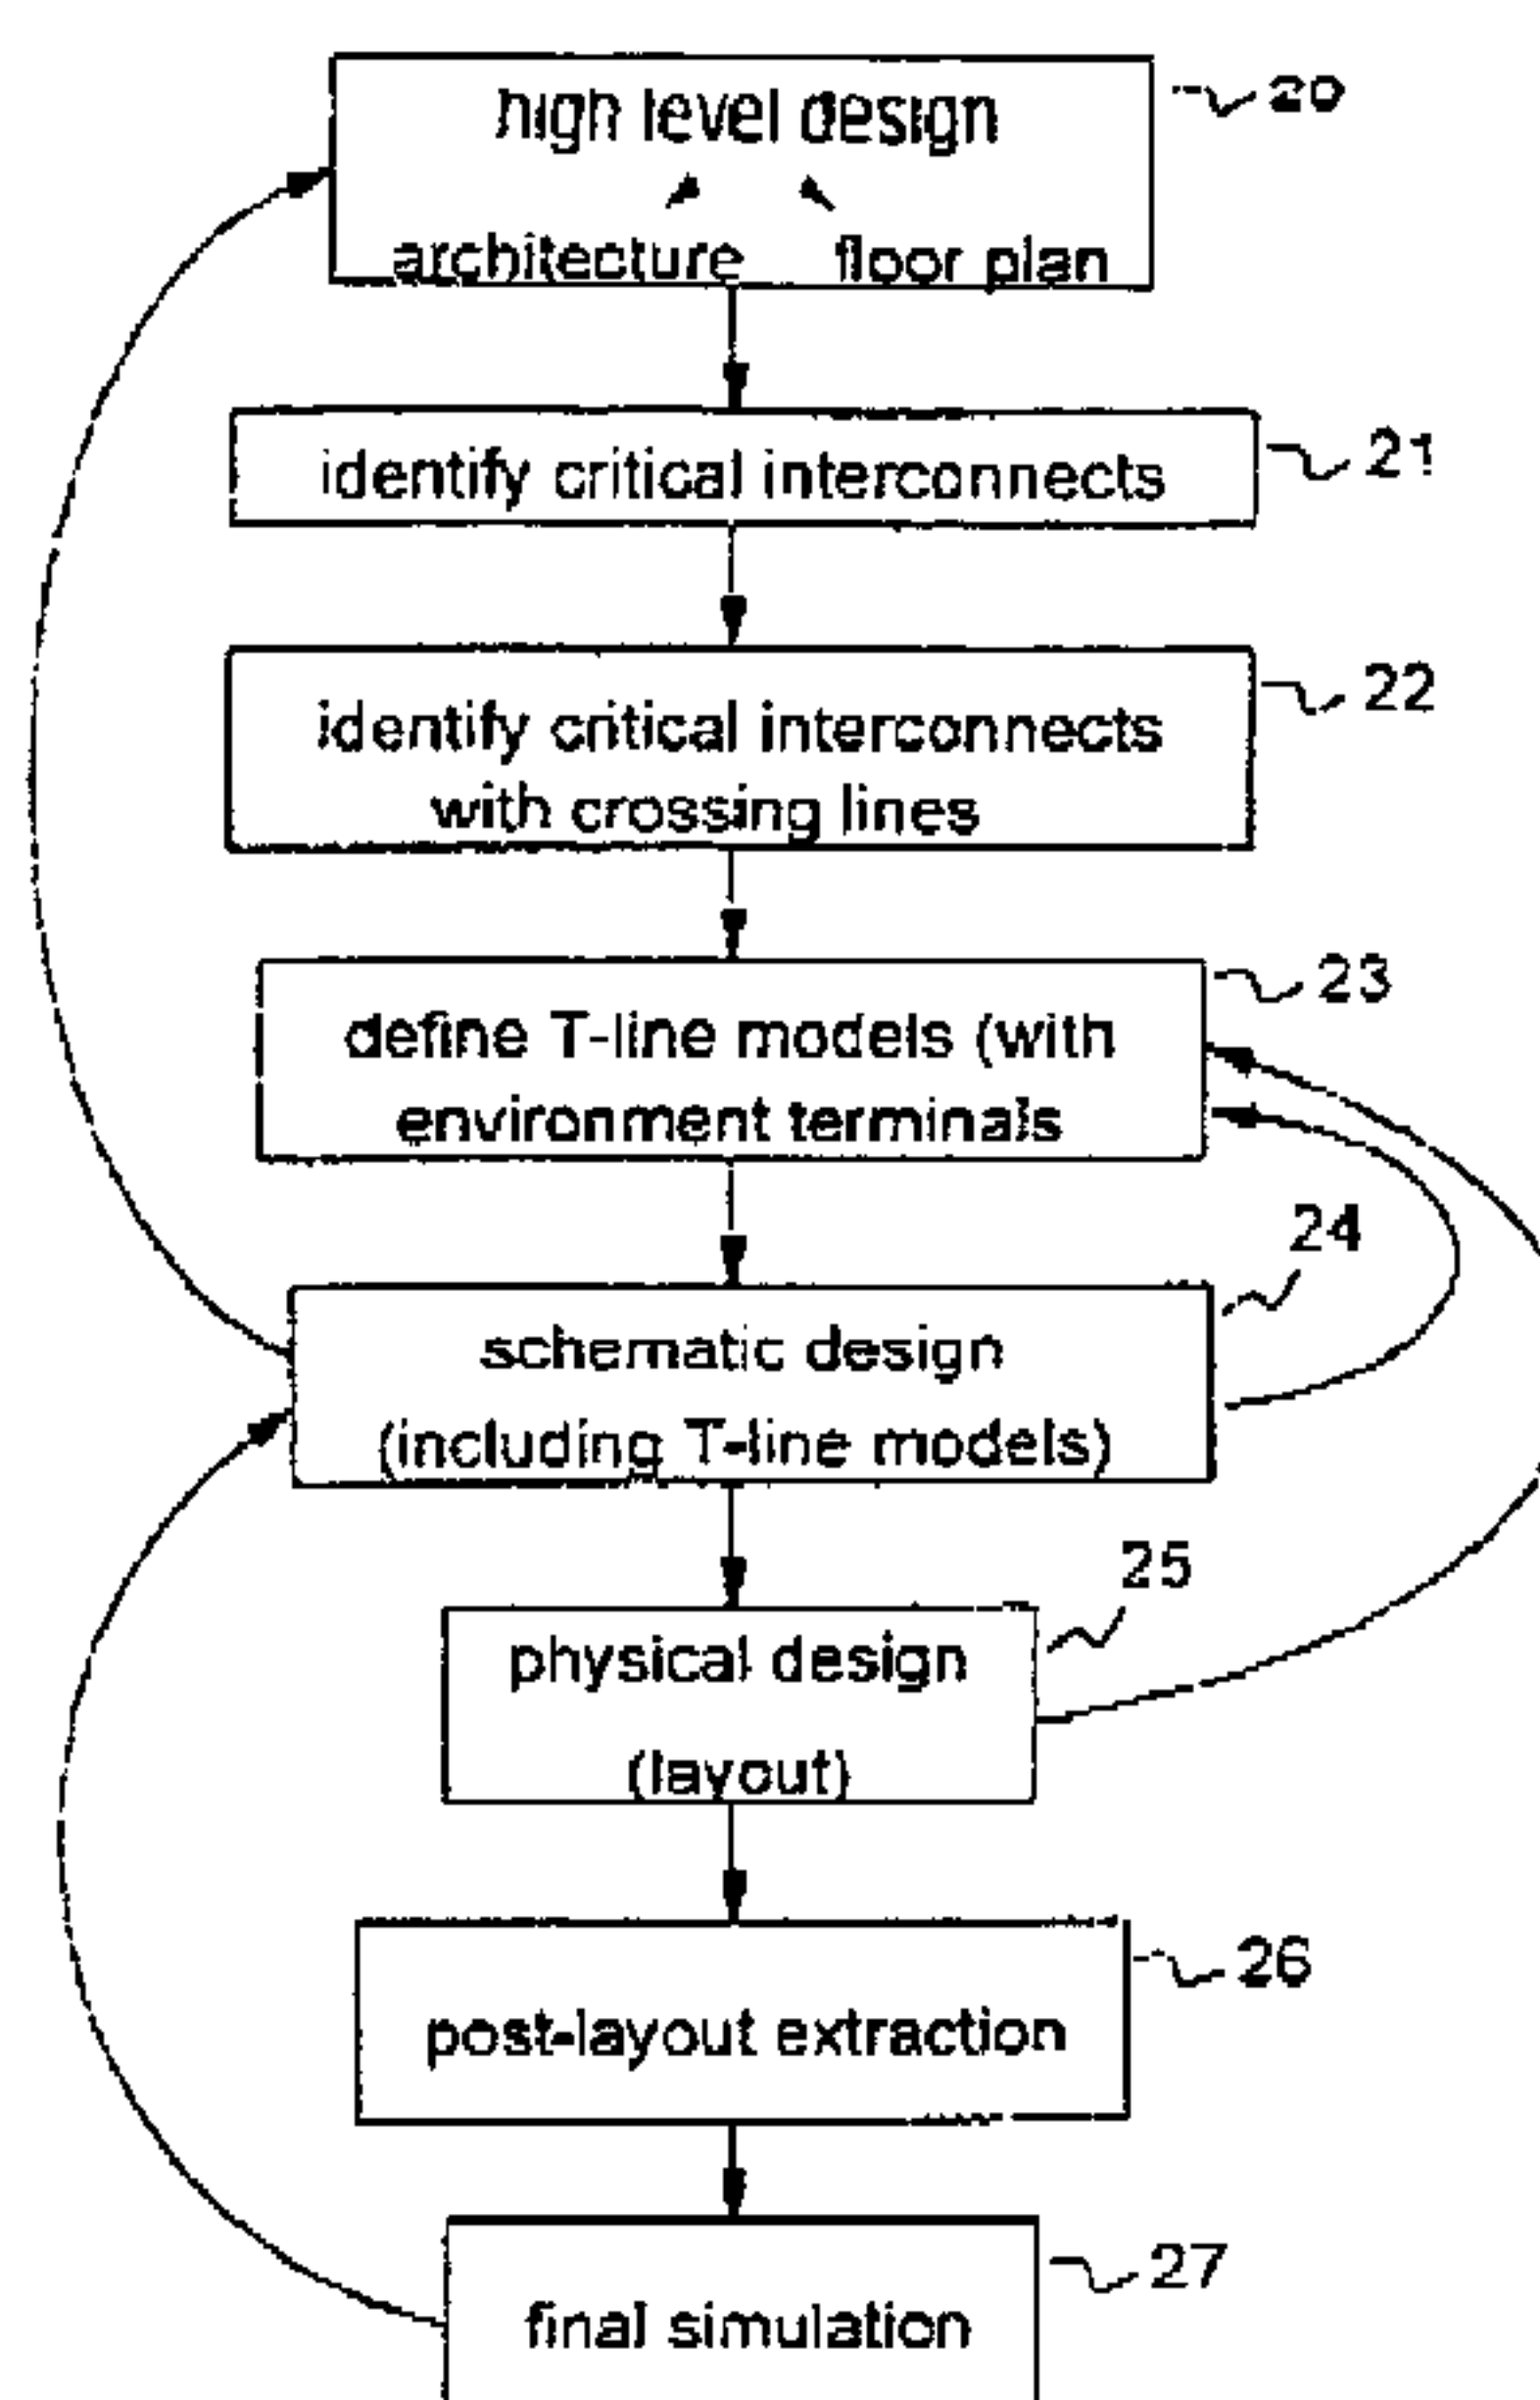 high level design
20
architecture floor plan
identify critical interconnects
21
identify critical interconnects
with crossing lines
22
define T-line models (with
environment terminals
23
schematic design
(including T-line models)
24
physical design
(layout)
25
post-layout extraction
26
final simulation
27